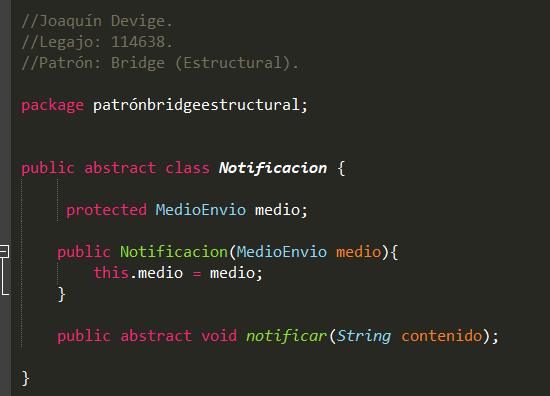 //Joaquín Devige.
//Legajo: 114638.
//Patrón: Bridge (Estructural).
package patrónbridgeestructural;
public abstract class Notificacion {
protected MedioEnvio medio;
public Notificacion(MedioEnvio medio){
this.medio = medio;
}
public abstract void notificar(String contenido);
}